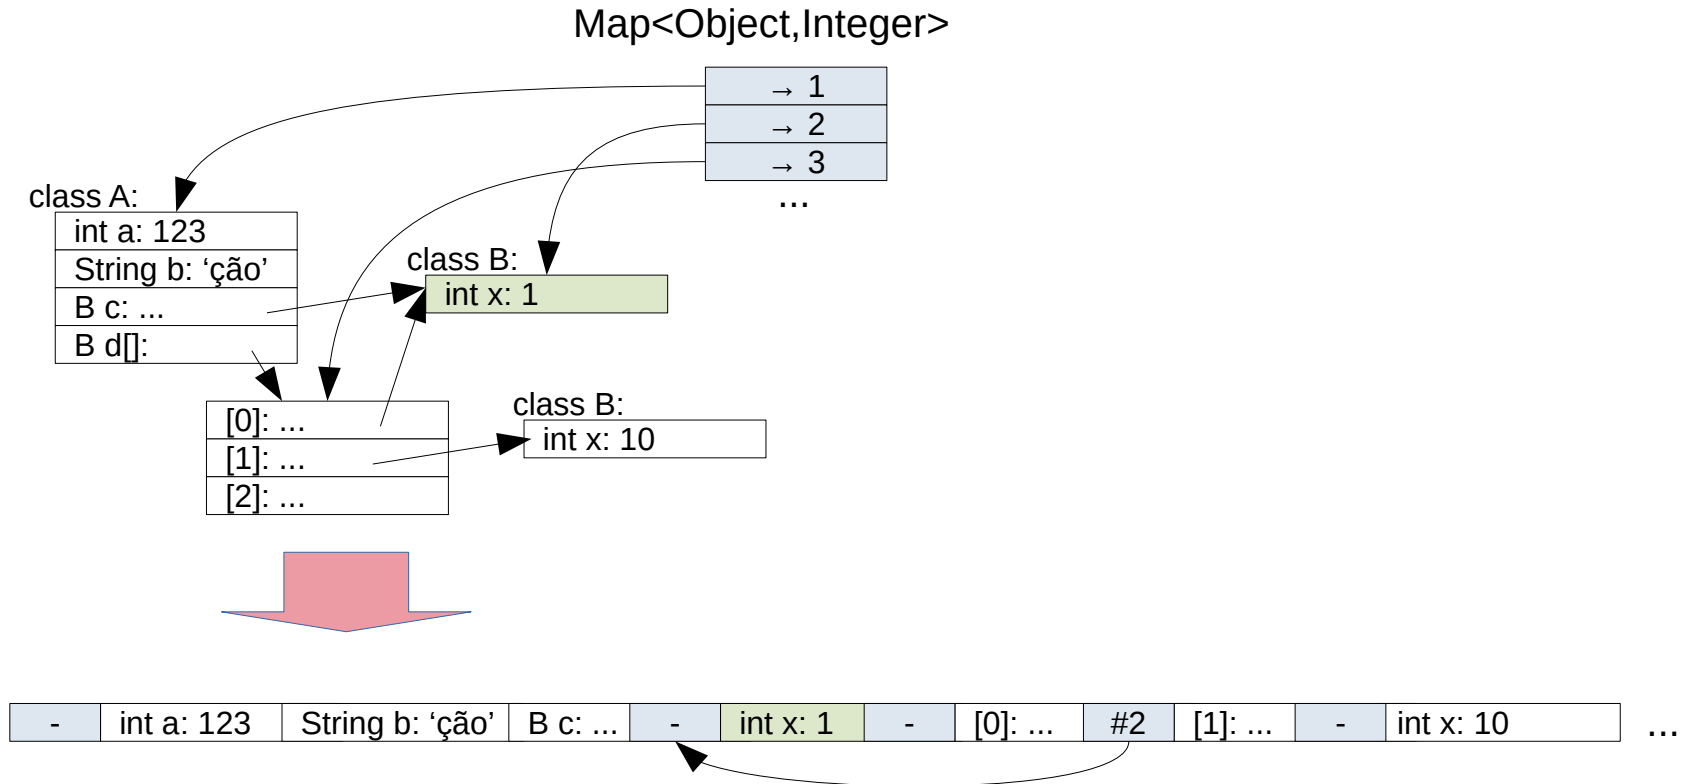 Map<Object,Integer>
→ 1
→ 2
→ 3
...
class A:
int a: 123
String b: ‘ção’
B c: ...
B d[]:
class B:
int x: 1
[0]: ...
[1]: ...
[2]: ...
class B:
int x: 10
- int a: 123 String b: ‘ção’ B c: ... - int x: 1 - [0]: ... #2 [1]: ... - int x: 10 ...